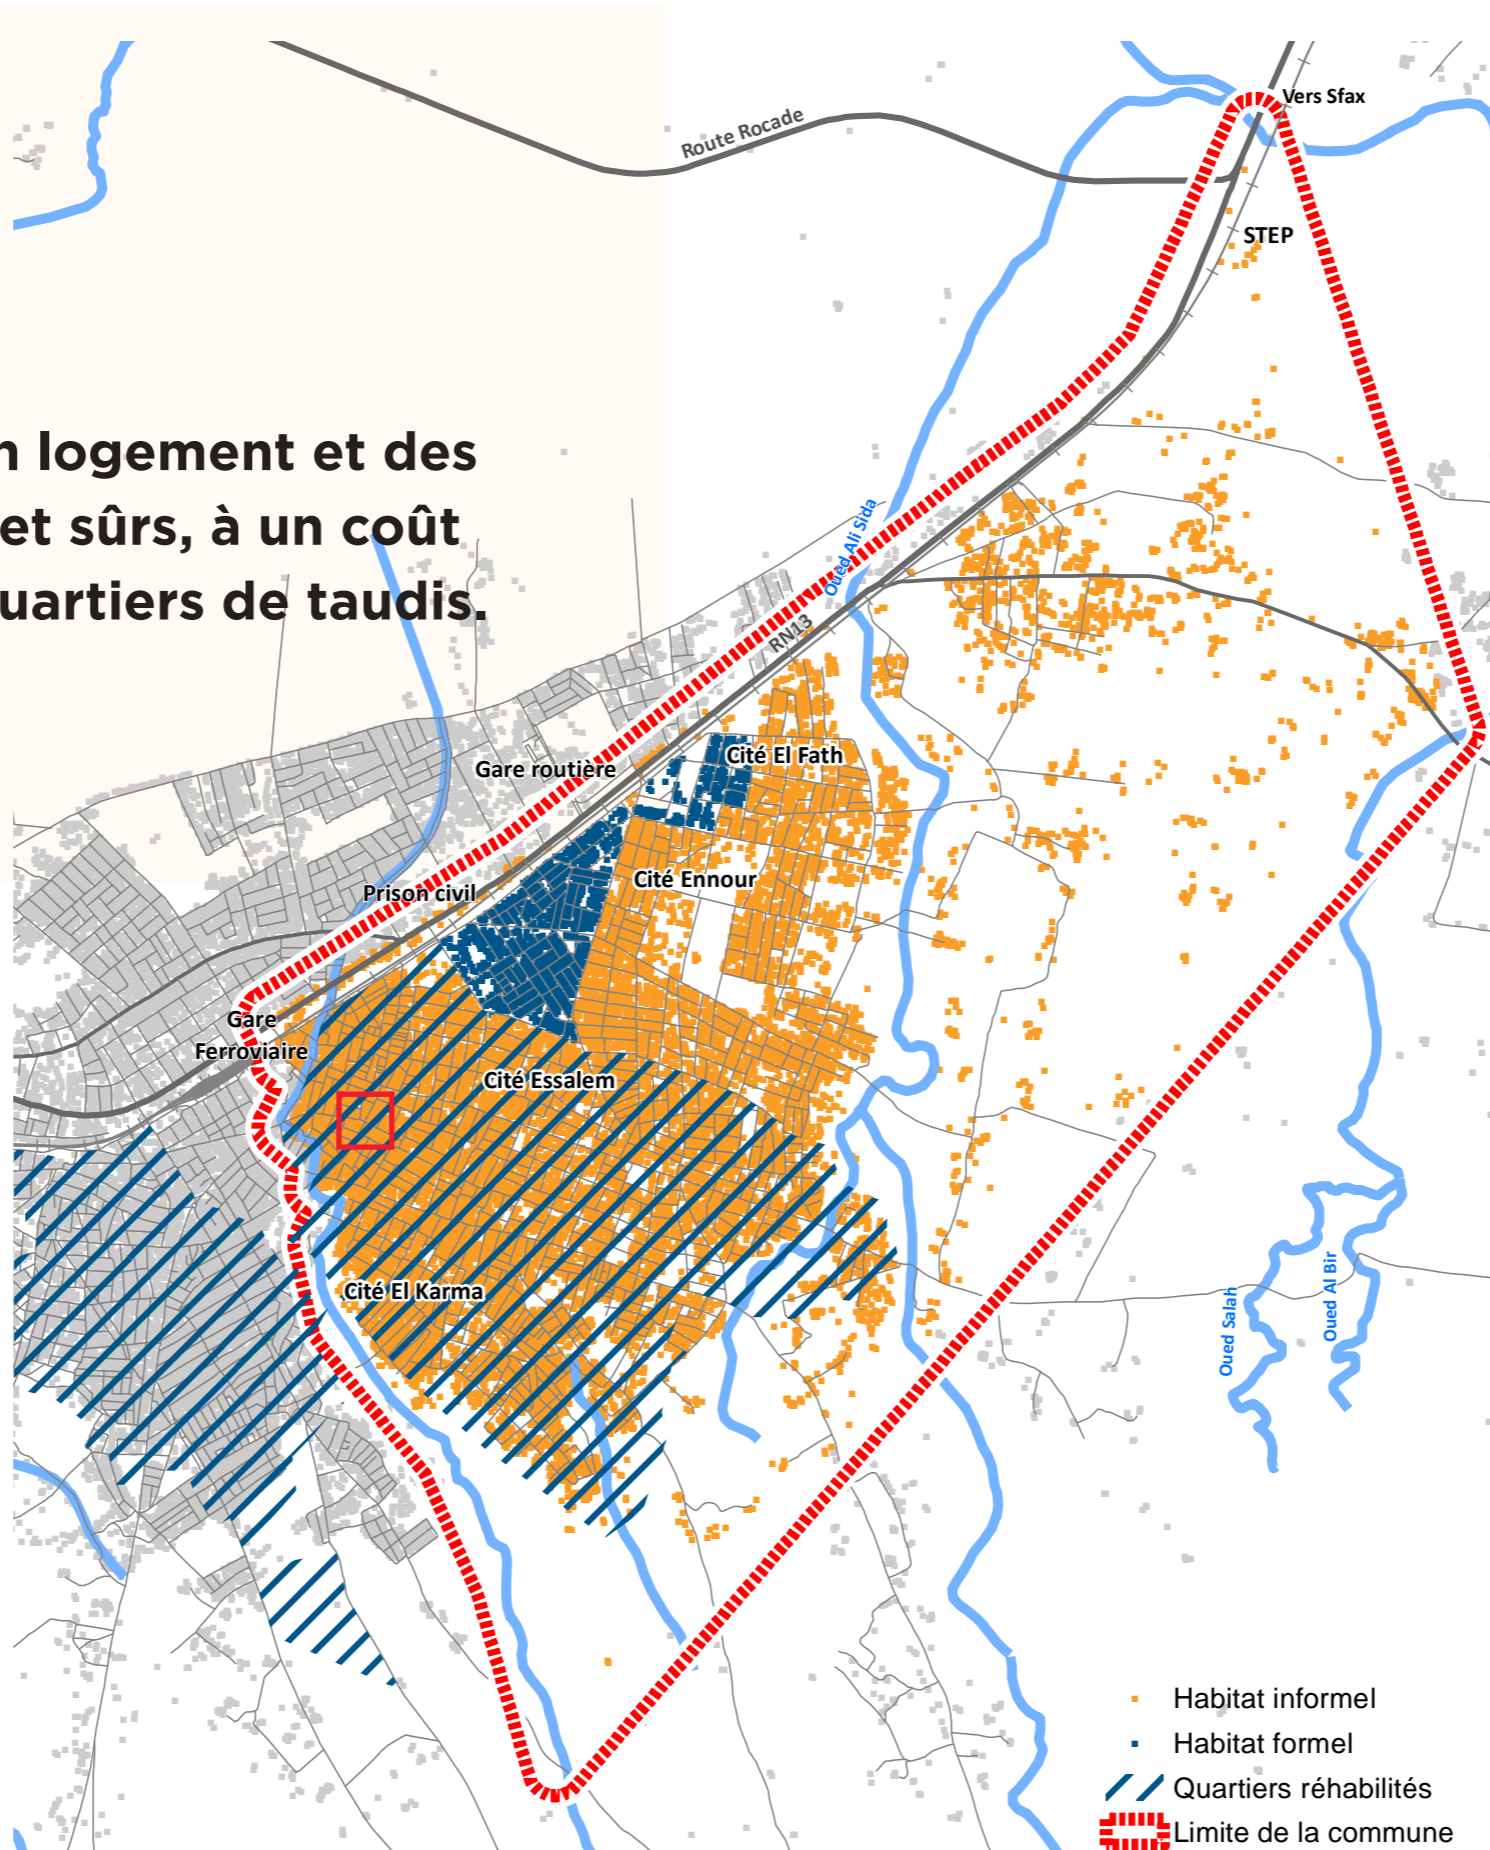 Vers Sfax
Route Rocade
STEP
n logement et des
et sûrs, à un coût
uartiers de taudis.
Oued Ali Sida
RN13
Cité El Fath
Gare routière
Cité Ennour
Prison civil
Gare
Ferroviaire
Cité Essalem
Cité El Karma
Oued Salah
Oued Al Bir
Habitat informel
Habitat formel
Quartiers réhabilités
Limite de la commune